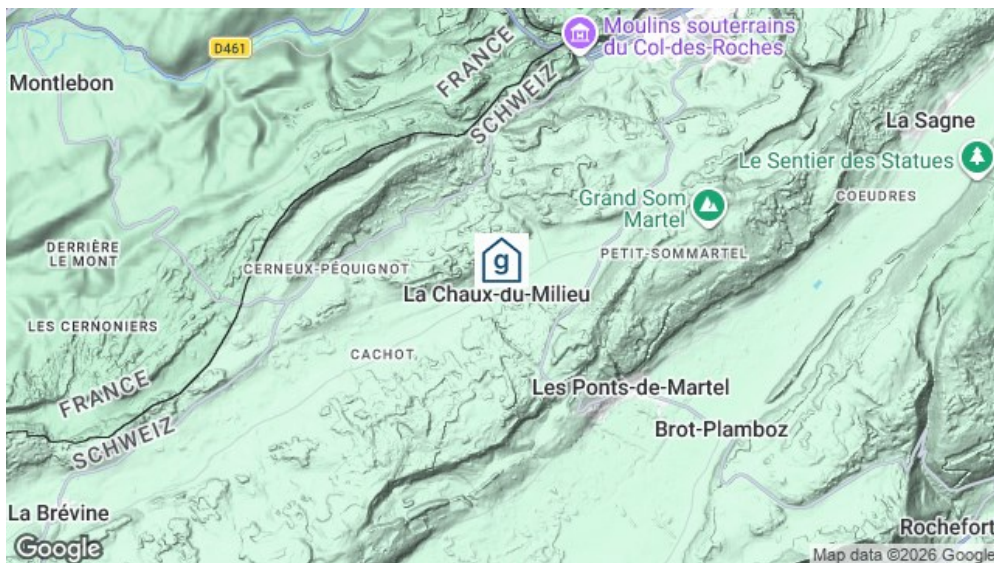 Moulins souterrains
du Col-des-Roches
D461
FRANCE
Montlebon
SCHWEIZ
La Sagne
Le Sentier des Statues
Grand Som
Martel
COEUDRES
DERRIÈRE
LE MONT
PETIT-SOMMARTEL
g
CERNEUX-PÉQUIGNOT
La Chaux-du-Milieu
LES CERNONIERS
CACHOT
FRANCE
Les Ponts-de-Martel
SCHWEIZ
Brot-Plamboz
La Brévine
Rochefort
Google
Map data ©2026 Google